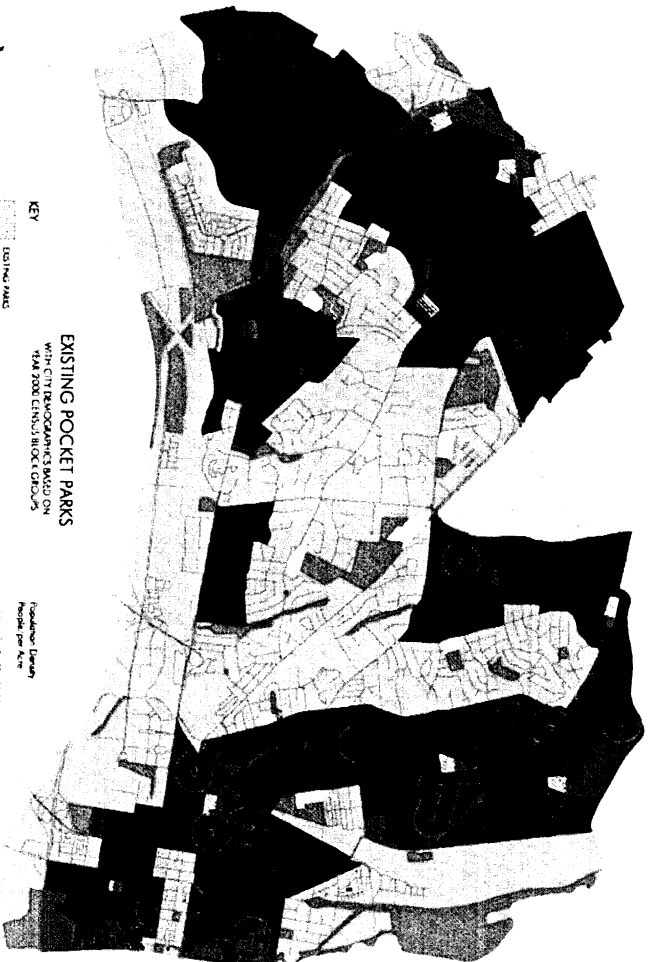 KEY
EXISTING PARKS
EXISTING POCKET PARKS
WITH CITY DEMOGRAPHICS BASED ON
YEAR 2000 CENSUS BLOCK GROUPS
Population Density
People per Acre